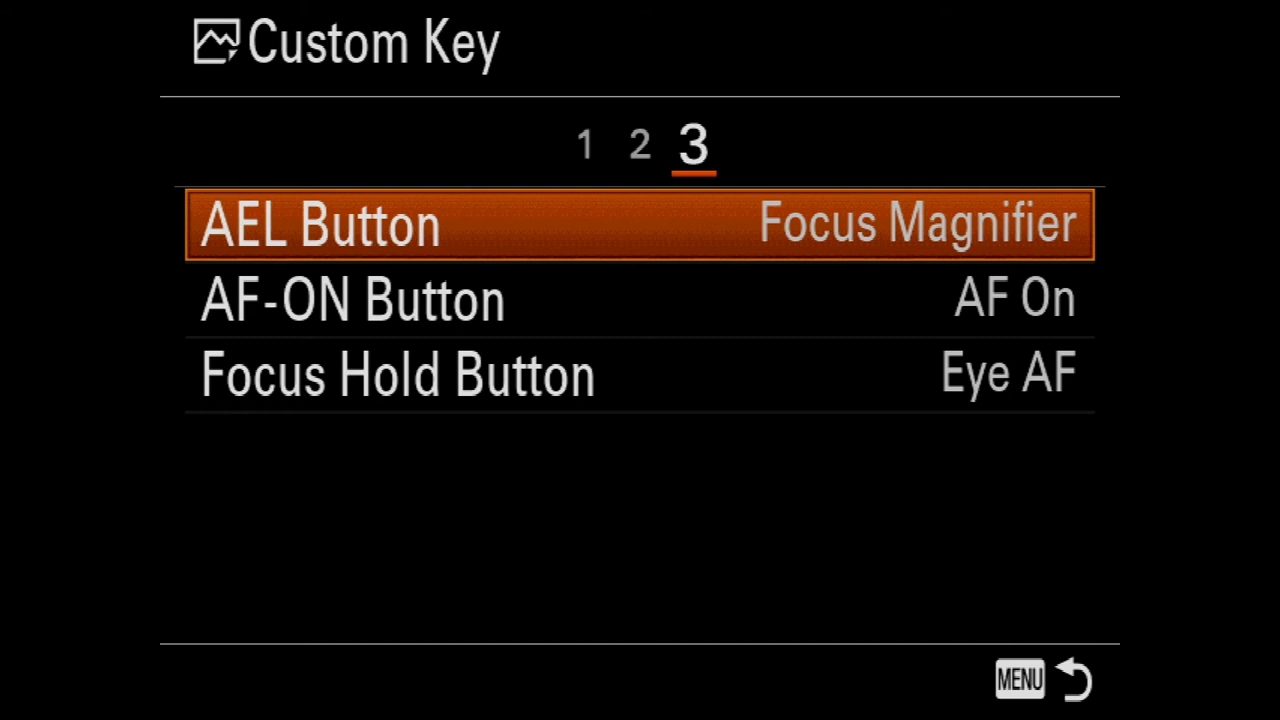 Custom Key
1 2 3
AEL Button Focus Magnifier
AF-ON Button AF On
Focus Hold Button Eye AF
MENU